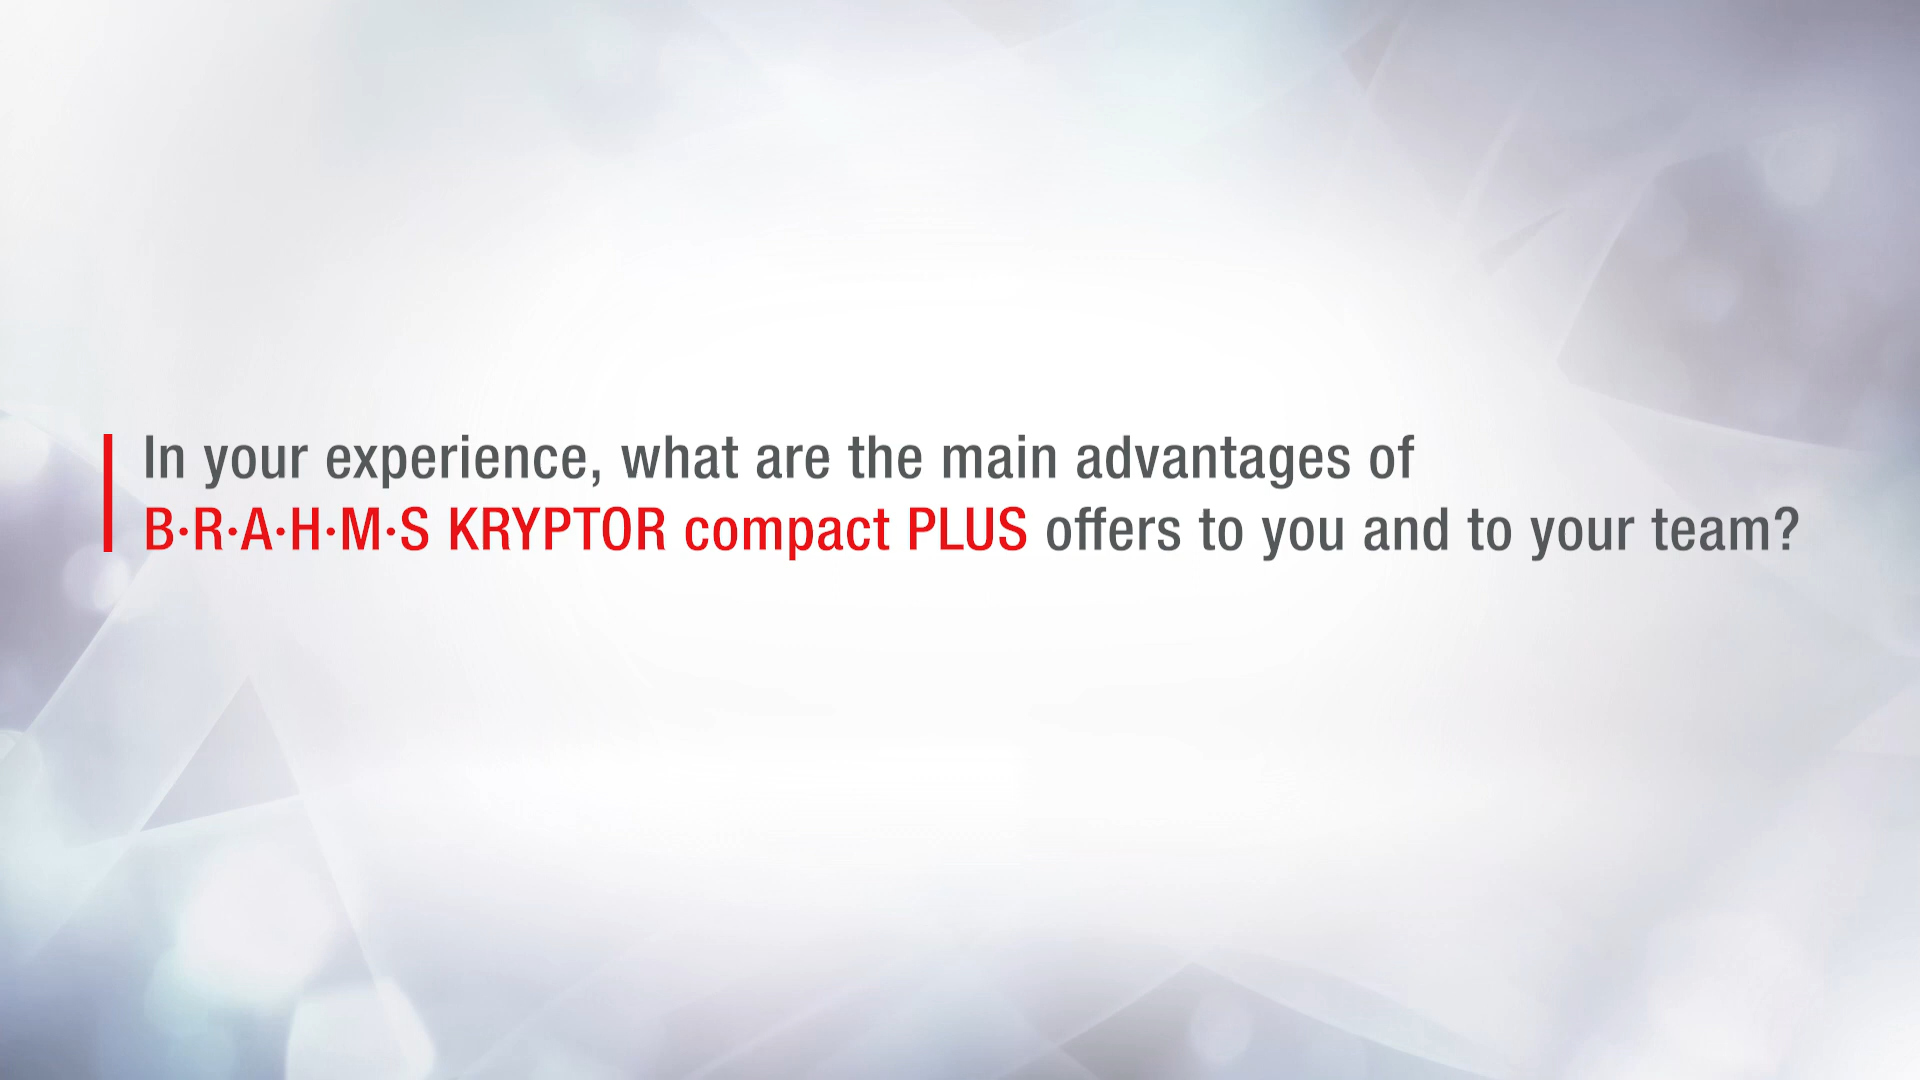 In your experience, what are the main advantages of
B·R·A·H·M·S KRYPTOR compact PLUS offers to you and to your team?